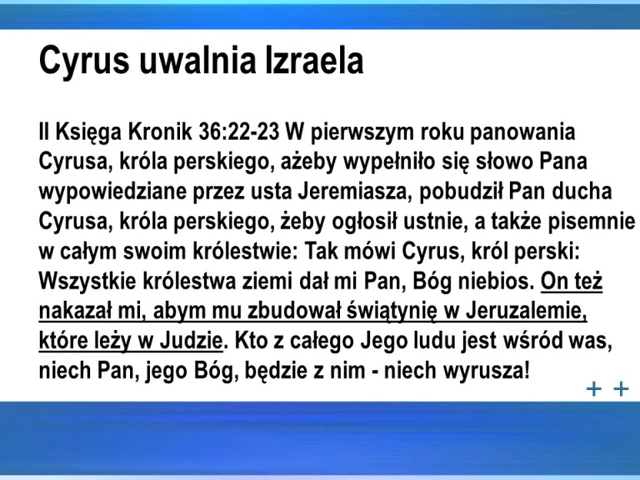 Cyrus uwalnia Izraela
II Księga Kronik 36:22-23 W pierwszym roku panowania
Cyrusa, króla perskiego, ażeby wypełniło się słowo Pana
wypowiedziane przez usta Jeremiasza, pobudził Pan ducha
Cyrusa, króla perskiego, żeby ogłosił ustnie, a także pisemnie
w całym swoim królestwie: Tak mówi Cyrus, król perski:
Wszystkie królestwa ziemi dał mi Pan, Bóg niebios. On też
nakazał mi, abym mu zbudował świątynię w Jeruzalemie,
które leży w Judzie. Kto z całego Jego ludu jest wśród was,
niech Pan, jego Bóg, będzie z nim - niech wyrusza!
+ +